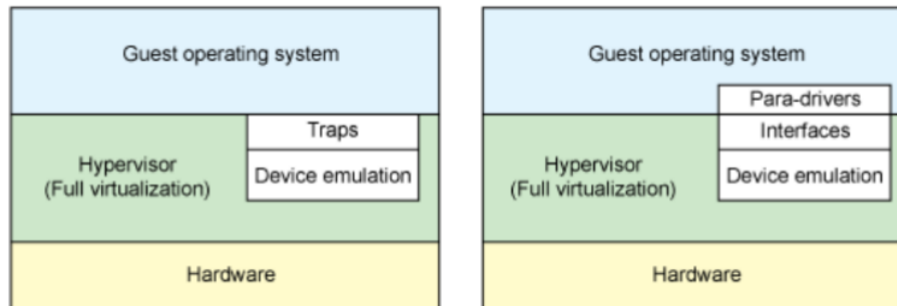 Guest operating system
Traps
Hypervisor
(Full virtualization)
Device emulation
Hardware
Guest operating system
Para-drivers
Interfaces
Hypervisor
(Full virtualization)
Device emulation
Hardware